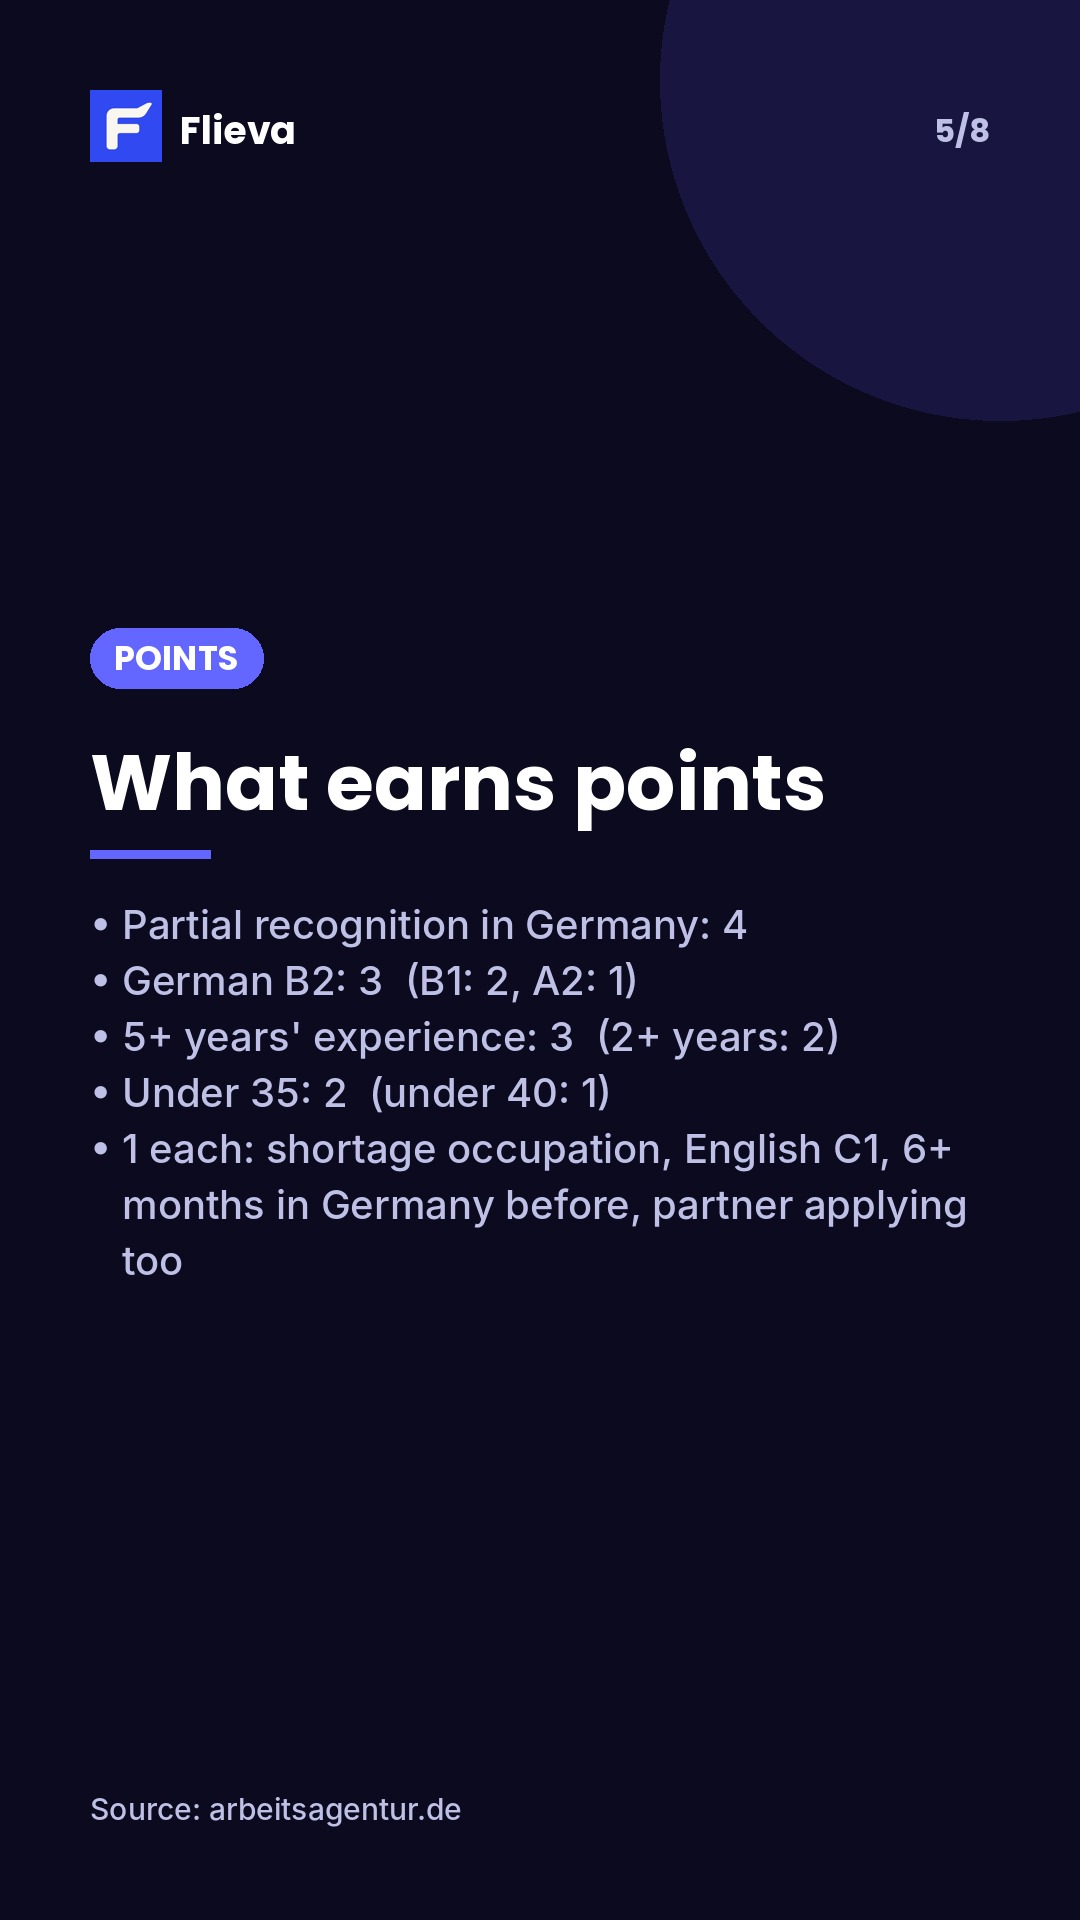 Flieva
5/8
POINTS
What earns points
• Partial recognition in Germany: 4
• German B2: 3  (B1: 2, A2: 1)
• 5+ years' experience: 3  (2+ years: 2)
• Under 35: 2  (under 40: 1)
• 1 each: shortage occupation, English C1, 6+
months in Germany before, partner applying
too
Source: arbeitsagentur.de